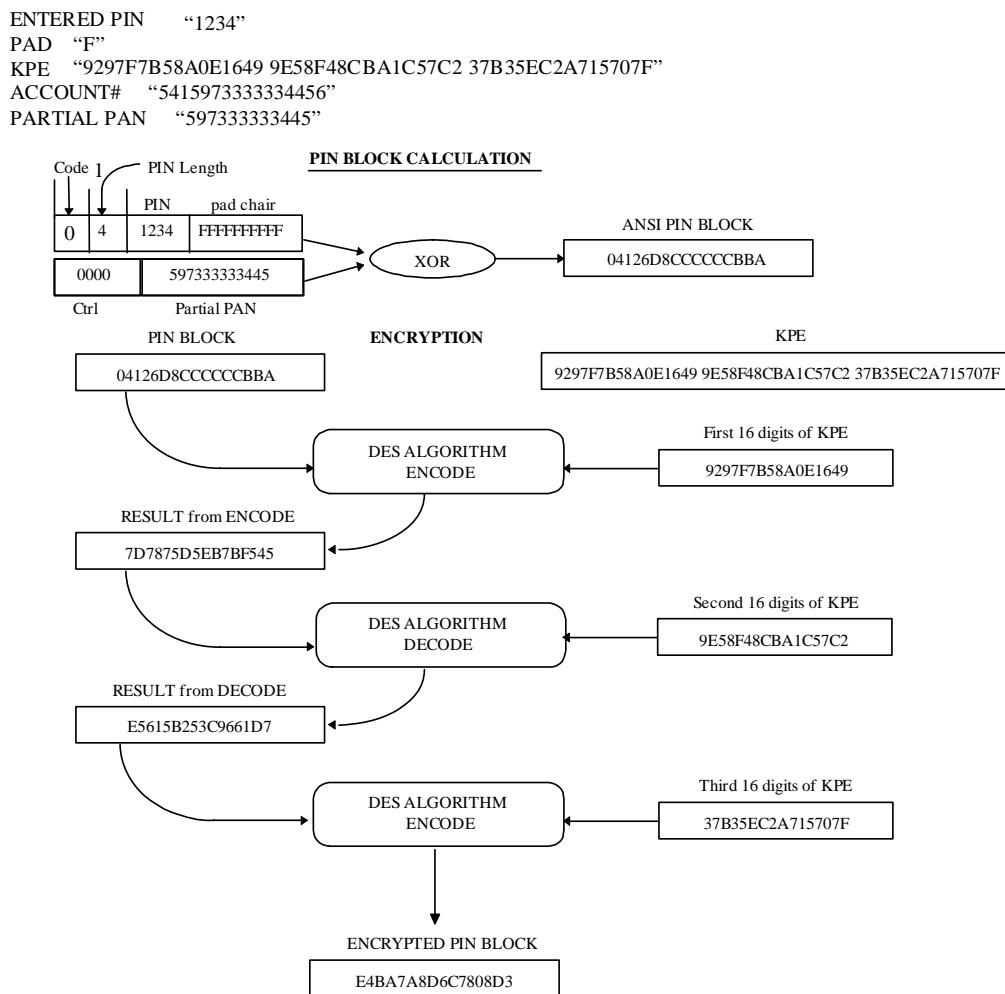 ENTERED PIN “1234”
PAD “F”
KPE “9297F7B58A0E1649 9E58F48CBA1C57C2 37B35EC2A715707F”
ACCOUNT# “5415973333334456”
PARTIAL PAN “597333333445”
PIN BLOCK CALCULATION
Code 1 PIN Length
PIN pad chair
0 4 1234 FFFFFFFFFF
0000 597333333445
Ctrl Partial PAN
XOR
ANSI PIN BLOCK
04126D8CCCCCCBBA
PIN BLOCK
04126D8CCCCCCBBA
ENCRYPTION
KPE
9297F7B58A0E1649 9E58F48CBA1C57C2 37B35EC2A715707F
DES ALGORITHM
ENCODE
First 16 digits of KPE
9297F7B58A0E1649
RESULT from ENCODE
7D7875D5EB7BF545
DES ALGORITHM
DECODE
Second 16 digits of KPE
9E58F48CBA1C57C2
RESULT from DECODE
E5615B253C9661D7
DES ALGORITHM
ENCODE
Third 16 digits of KPE
37B35EC2A715707F
ENCRYPTED PIN BLOCK
E4BA7A8D6C7808D3